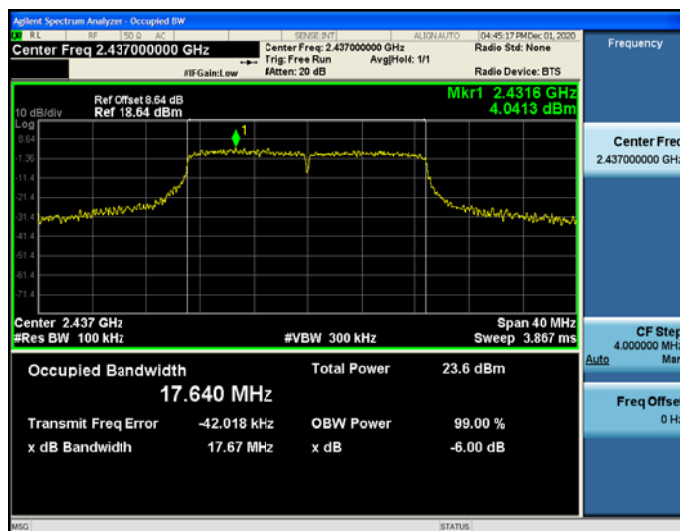 Agilent Spectrum Analyzer - Occupied BW
RL RF 50 Ω AC SENSE:INT ALIGN AUTO 04:45:17 PM Dec 01, 2020
Center Freq 2.437000000 GHz
Center Freq: 2.437000000 GHz
Radio Std: None
Trig: Free Run Avg|Hold: 1/1
#IFGain:Low #Atten: 20 dB Radio Device: BTS
Frequency
Mkr1 2.4316 GHz
4.0413 dBm
Ref Offset 8.64 dB
10 dB/div Ref 18.64 dBm
Log
8.64
-1.36
-11.4
-21.4
-31.4
-41.4
-51.4
-61.4
-71.4
1
Center Freq
2.437000000 GHz
Center 2.437 GHz Span 40 MHz
#Res BW 100 kHz #VBW 300 kHz Sweep 3.867 ms
CF Step
4.000000 MHz
Auto Man
Occupied Bandwidth Total Power 23.6 dBm
17.640 MHz
Transmit Freq Error -42.018 kHz OBW Power 99.00 %
x dB Bandwidth 17.67 MHz x dB -6.00 dB
Freq Offset
0 Hz
MSG STATUS